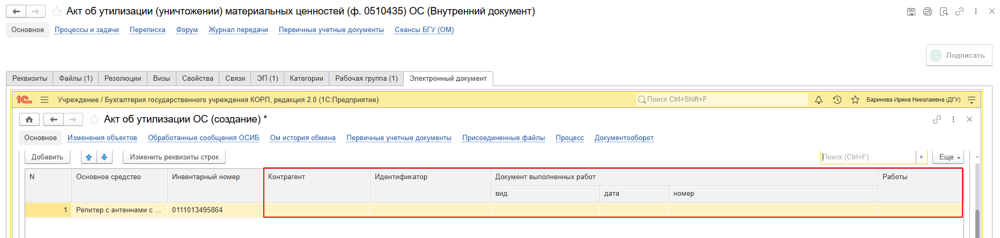 Акт об утилизации (уничтожении) материальных ценностей (ф. 0510435) ОС (Внутренний документ)
Основное Процессы и задачи Переписка Форум Журнал передачи Первичные учетные документы Сеансы БГУ (ОМ)
Подписать
Реквизиты Файлы (1) Резолюции Визы Свойства Связи ЭП (1) Категории Рабочая группа (1) Электронный документ
1С Учреждение / Бухгалтерия государственного учреждения КОРП, редакция 2.0 (1С:Предприятие) Поиск Ctrl+Shift+F Баринова Ирина Николаевна (ДГУ)
Акт об утилизации ОС (создание) *
Основное Изменения объектов Обработанные сообщения ОСИБ Ом история обмена Первичные учетные документы Присоединенные файлы Процесс Документооборот
Добавить Изменить реквизиты строк Поиск (Ctrl+F) × Еще
N Основное средство Инвентарный номер Контрагент Идентификатор Документ выполненных работ Работы
вид дата номер
1 Репитер с антеннами с ... 0111013495864